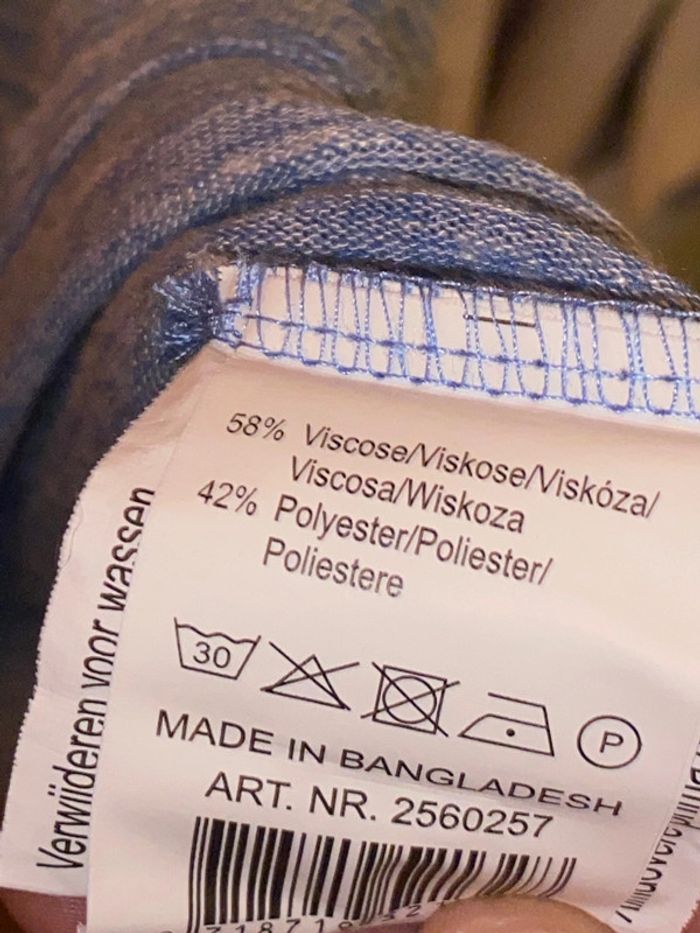 58% Viscose/Viskose/Viskóza/
Viscosa/Wiskoza
42% Polyester/Poliester/
Poliestere
30
P
MADE IN BANGLADESH
ART. NR. 2560257
Verwijderen voor wassen